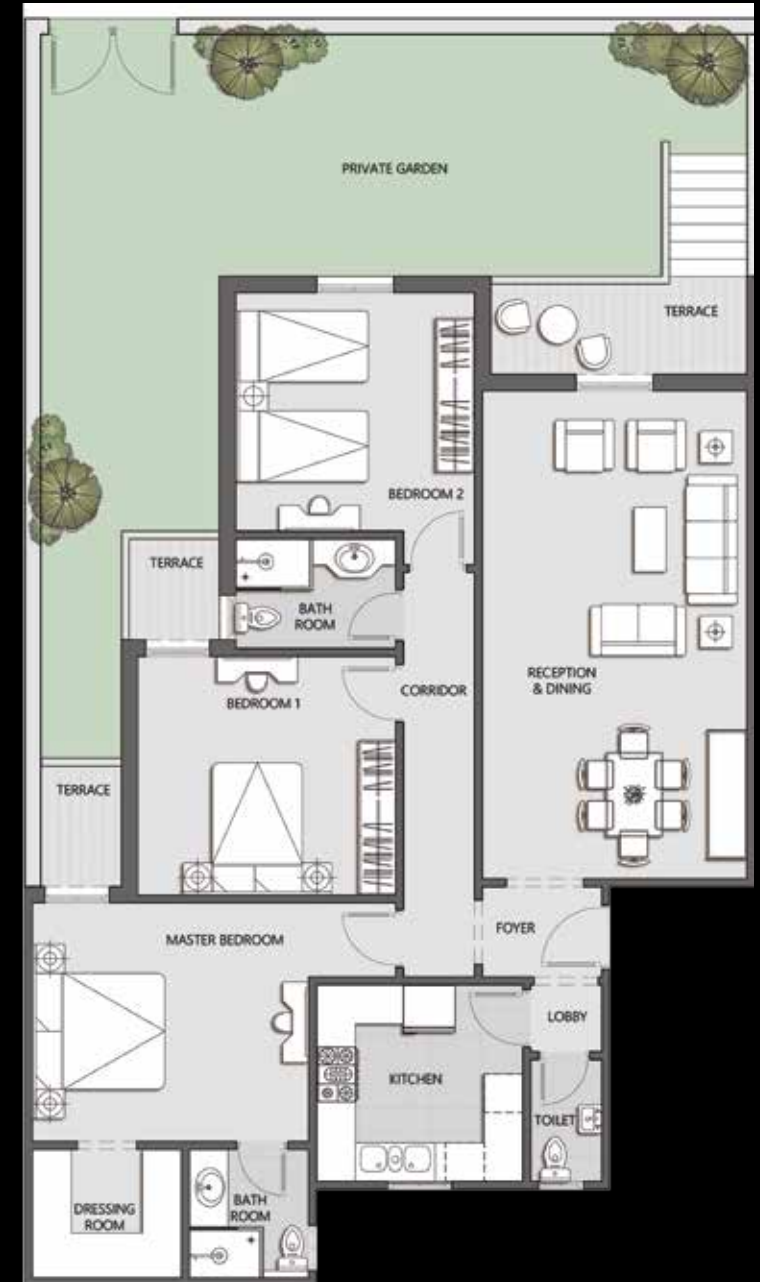 PRIVATE GARDEN
TERRACE
BEDROOM 2
TERRACE
BATH
ROOM
RECEPTION
& DINING
CORRIDOR
BEDROOM 1
TERRACE
FOYER
MASTER BEDROOM
LOBBY
KITCHEN
TOILET
DRESSING
ROOM
BATH
ROOM